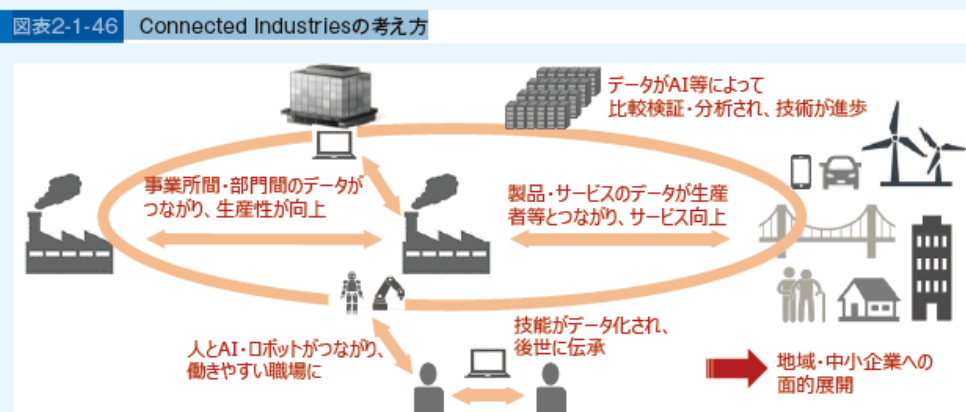 図表2-1-46 Connected Industriesの考え方
データがAI等によって
比較検証・分析され、技術が進歩
事業所間・部門間のデータが
つながり、生産性が向上
製品・サービスのデータが生産
者等とつながり、サービス向上
人とAI・ロボットがつながり、
働きやすい職場に
技能がデータ化され、
後世に伝承
地域・中小企業への
面的展開